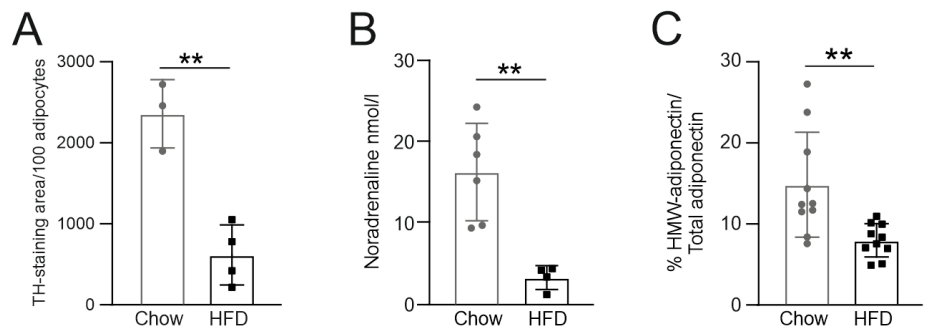 A
TH-staining area/100 adipocytes
3000
2000
1000
0
**
Chow
HFD
B
Noradrenaline nmol/l
30
20
10
0
**
Chow
HFD
C
% HMW-adiponectin/
Total adiponectin
30
20
10
0
**
Chow
HFD